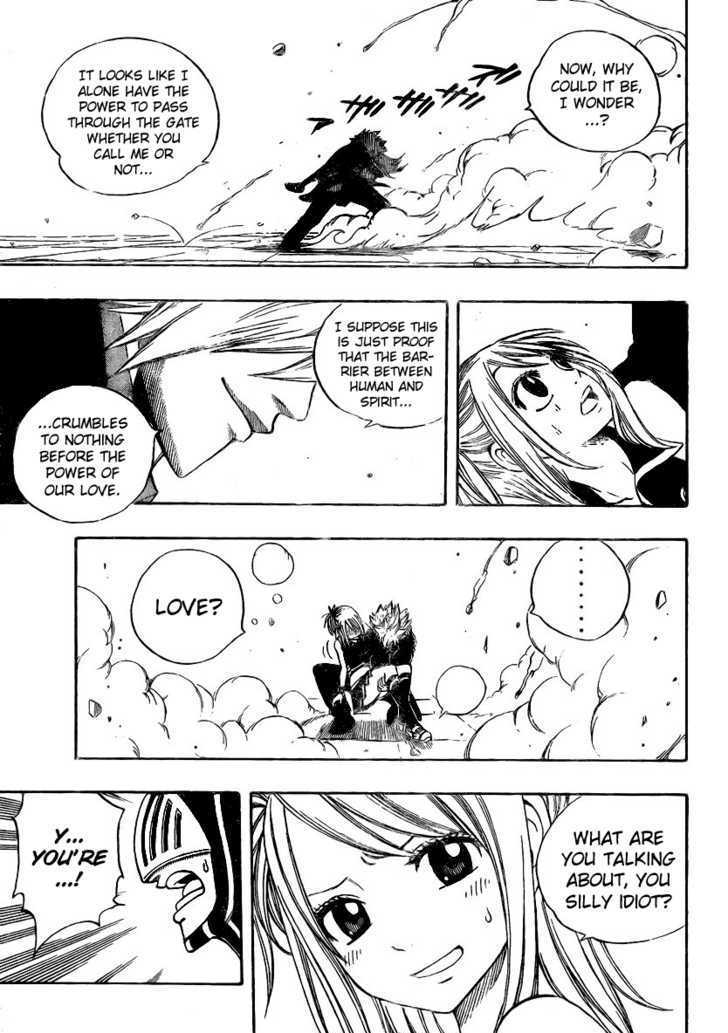 NOW, WHY
COULD IT BE,
I WONDER
...?
IT LOOKS LIKE I
ALONE HAVE THE
POWER TO PASS
THROUGH THE GATE
WHETHER YOU
CALL ME OR
NOT...
I SUPPOSE THIS
IS JUST PROOF
THAT THE BAR-
RIER BETWEEN
HUMAN AND
SPIRIT...
...CRUMBLES
TO NOTHING
BEFORE THE
POWER OF
OUR LOVE.
......
LOVE?
WHAT ARE
YOU TALKING
ABOUT, YOU
SILLY IDIOT?
Y...
YOU'RE
...!